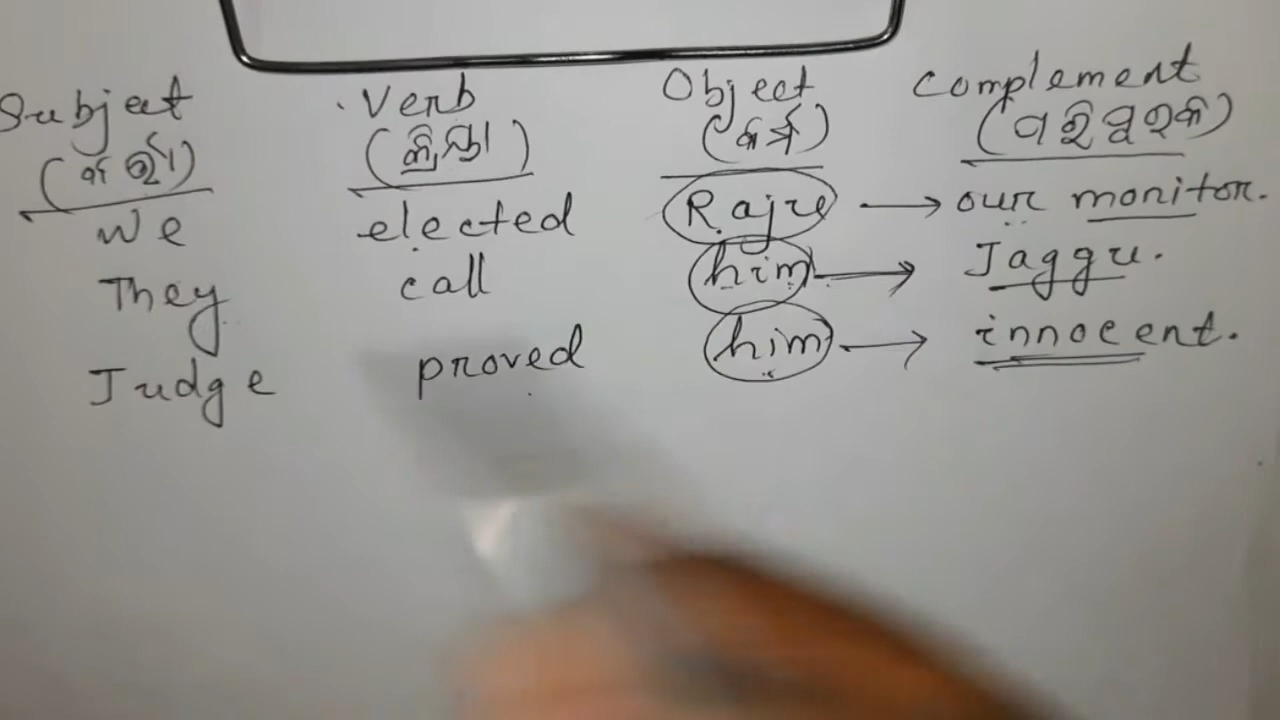 Subject Verb Object Complement
(କର୍ତ୍ତା) (କ୍ରିୟା) (କର୍ମ) (ପରିପୂରକ)
We elected Raju → our monitor.
They call him → Jaggu.
Judge proved him → innocent.